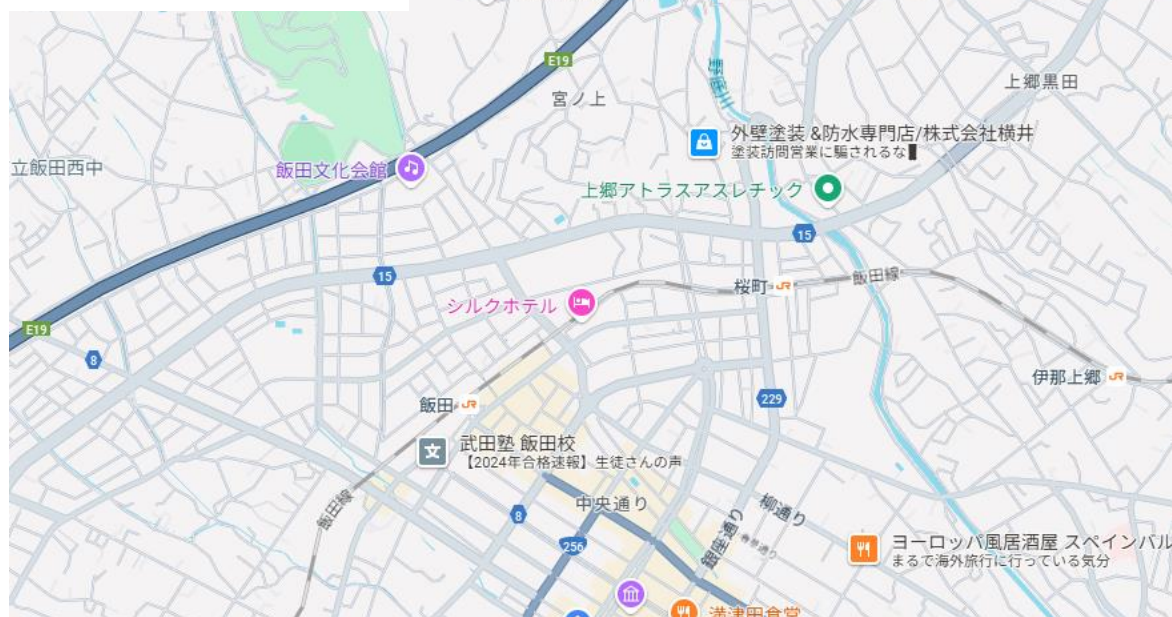 E19
宮ノ上
上郷黒田
外壁塗装 &防水専門店/株式会社横井
塗装訪問営業に騙されるな
立飯田西中
飯田文化会館
上郷アトラスアスレチック
15
15
桜町
飯田線
シルクホテル
E19
8
伊那上郷
229
飯田
武田塾 飯田校
【2024年合格速報】生徒さんの声
飯田線
中央通り
8
256
銀座通り
柳通り
ヨーロッパ風居酒屋 スペインバル
まるで海外旅行に行っている気分
満津田食堂